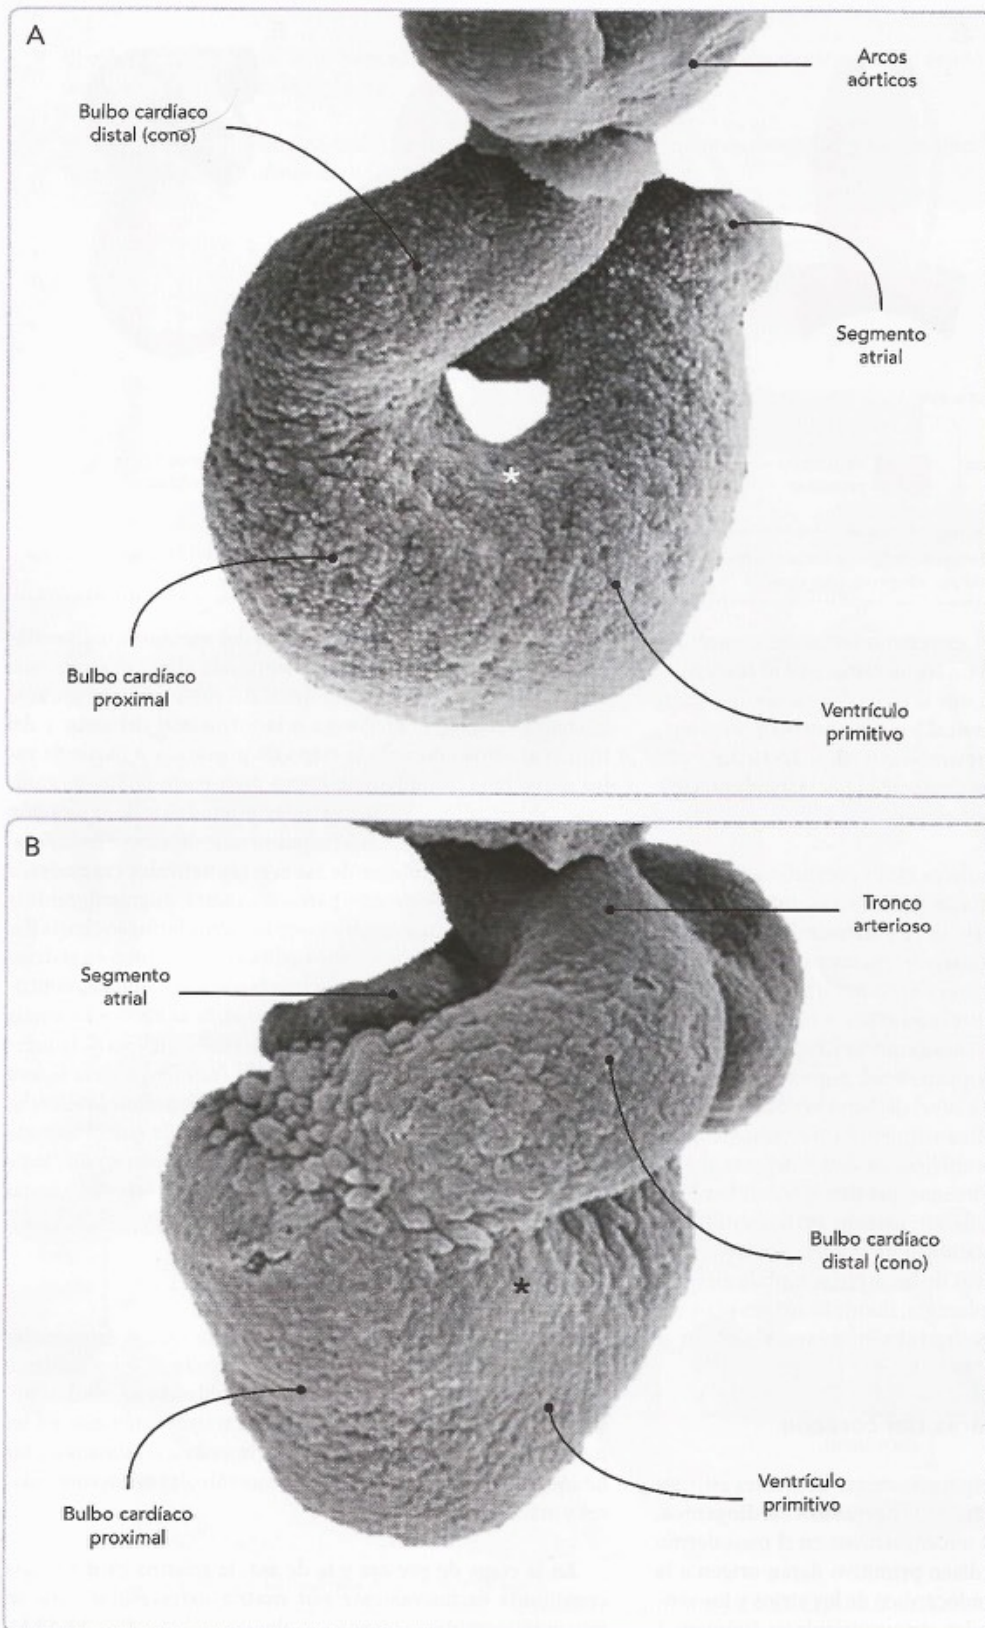 A
Arcos
aórticos
Bulbo cardíaco
distal (cono)
Segmento
atrial
*
Bulbo cardíaco
proximal
Ventrículo
primitivo
B
Tronco
arterioso
Segmento
atrial
Bulbo cardíaco
distal (cono)
*
Ventrículo
primitivo
Bulbo cardíaco
proximal